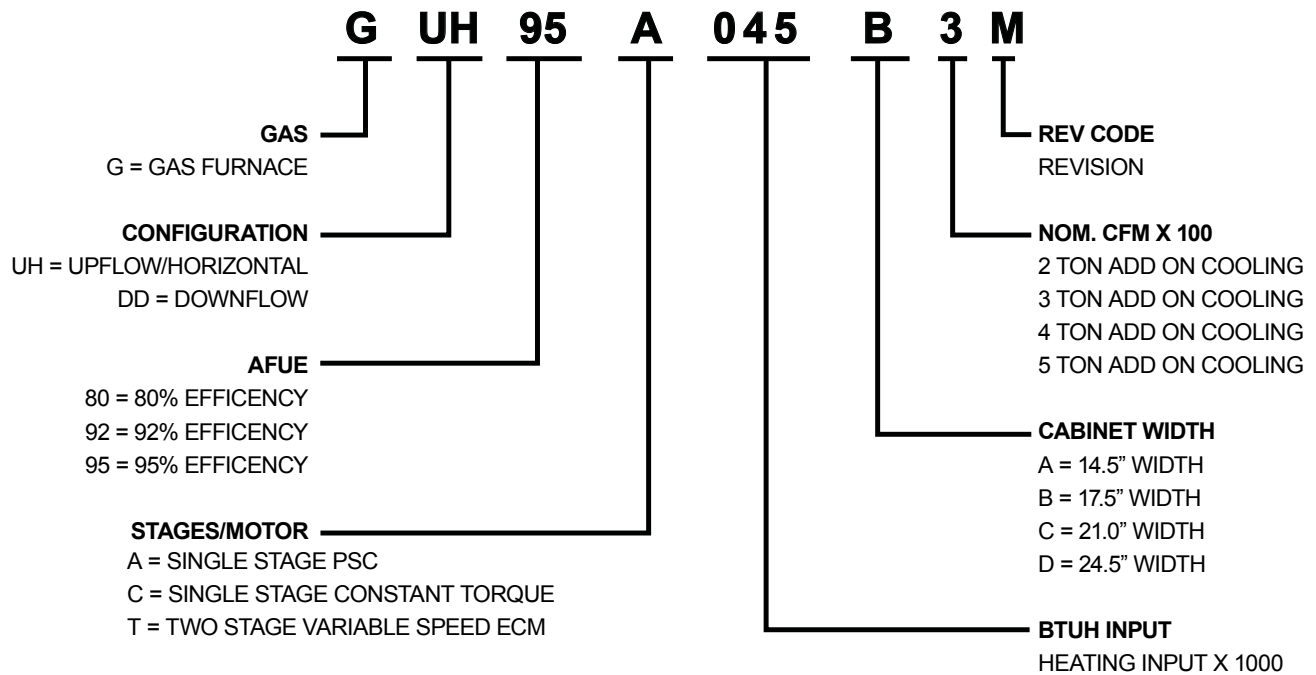 G UH 95 A 045 B 3 M
GAS
G = GAS FURNACE
CONFIGURATION
UH = UPFLOW/HORIZONTAL
DD = DOWNFLOW
AFUE
80 = 80% EFFICENCY
92 = 92% EFFICENCY
95 = 95% EFFICENCY
STAGES/MOTOR
A = SINGLE STAGE PSC
C = SINGLE STAGE CONSTANT TORQUE
T = TWO STAGE VARIABLE SPEED ECM
REV CODE
REVISION
NOM. CFM X 100
2 TON ADD ON COOLING
3 TON ADD ON COOLING
4 TON ADD ON COOLING
5 TON ADD ON COOLING
CABINET WIDTH
A = 14.5” WIDTH
B = 17.5” WIDTH
C = 21.0” WIDTH
D = 24.5” WIDTH
BTUH INPUT
HEATING INPUT X 1000